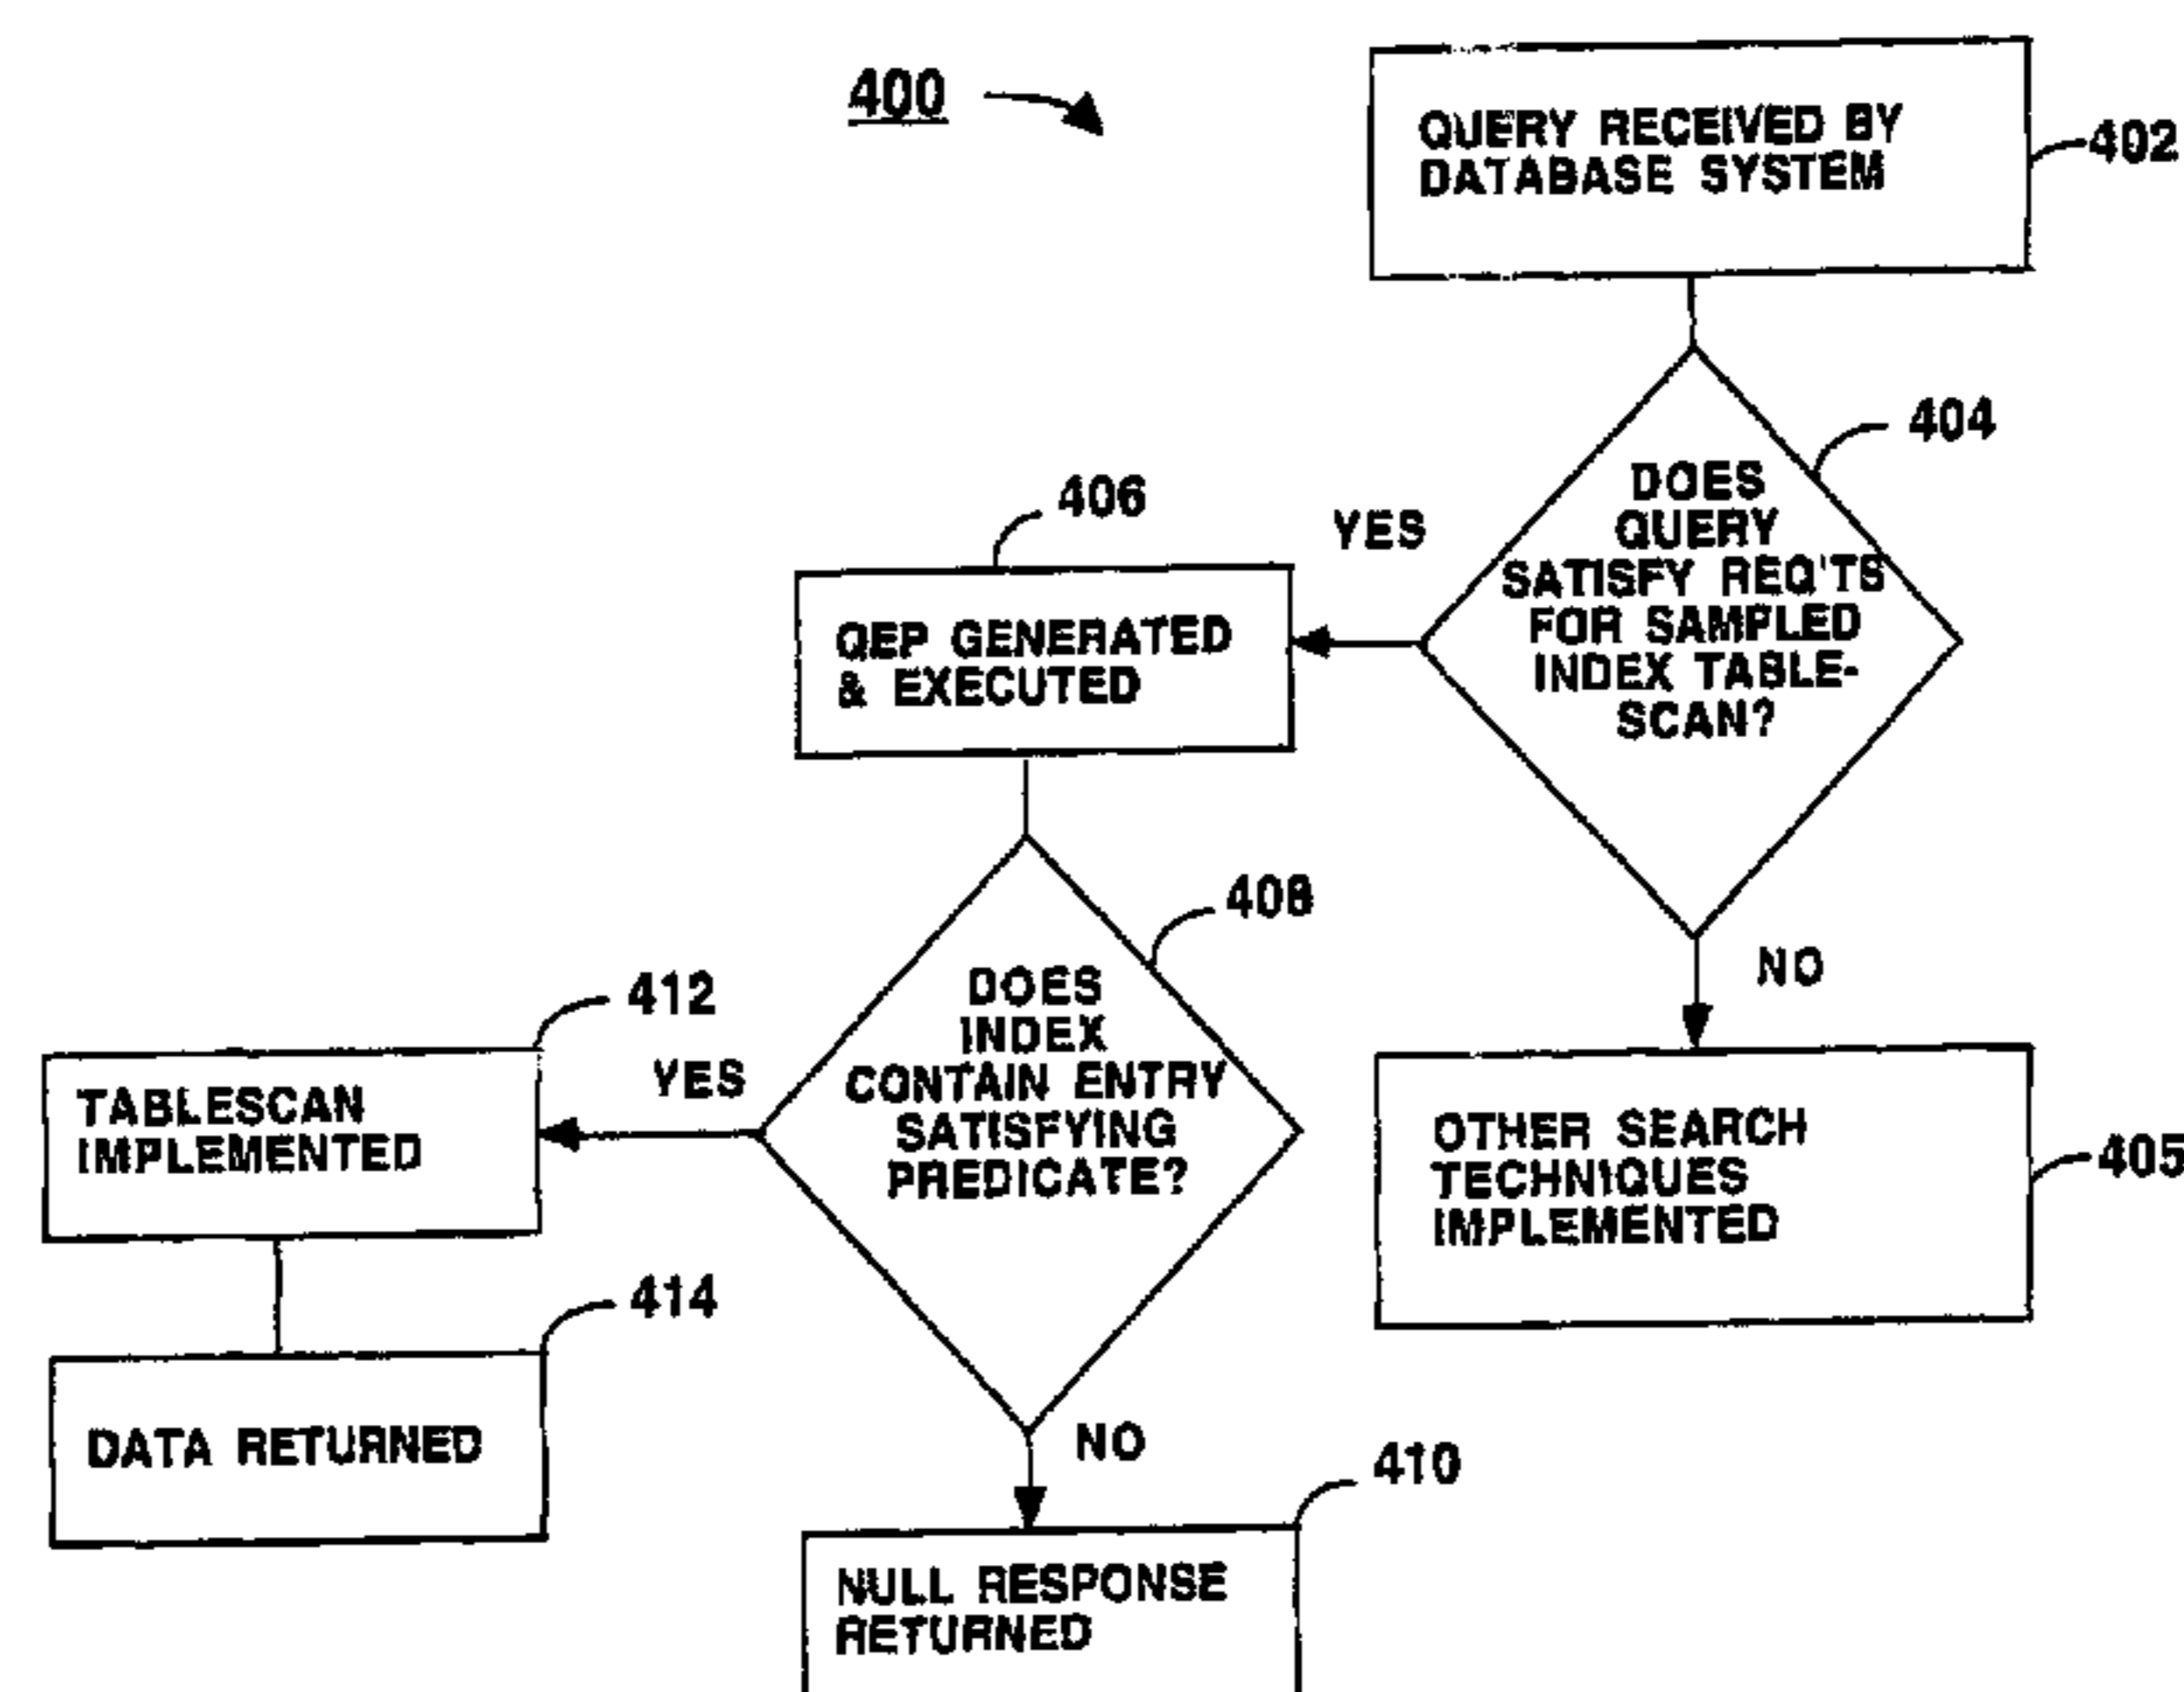 400
QUERY RECEIVED BY
DATABASE SYSTEM
402
404
DOES
QUERY
SATISFY REQ'TS
FOR SAMPLED
INDEX TABLE-
SCAN?
YES
NO
406
QEP GENERATED
& EXECUTED
408
DOES
INDEX
CONTAIN ENTRY
SATISFYING
PREDICATE?
YES
NO
412
TABLESCAN
IMPLEMENTED
OTHER SEARCH
TECHNIQUES
IMPLEMENTED
405
414
DATA RETURNED
410
NULL RESPONSE
RETURNED